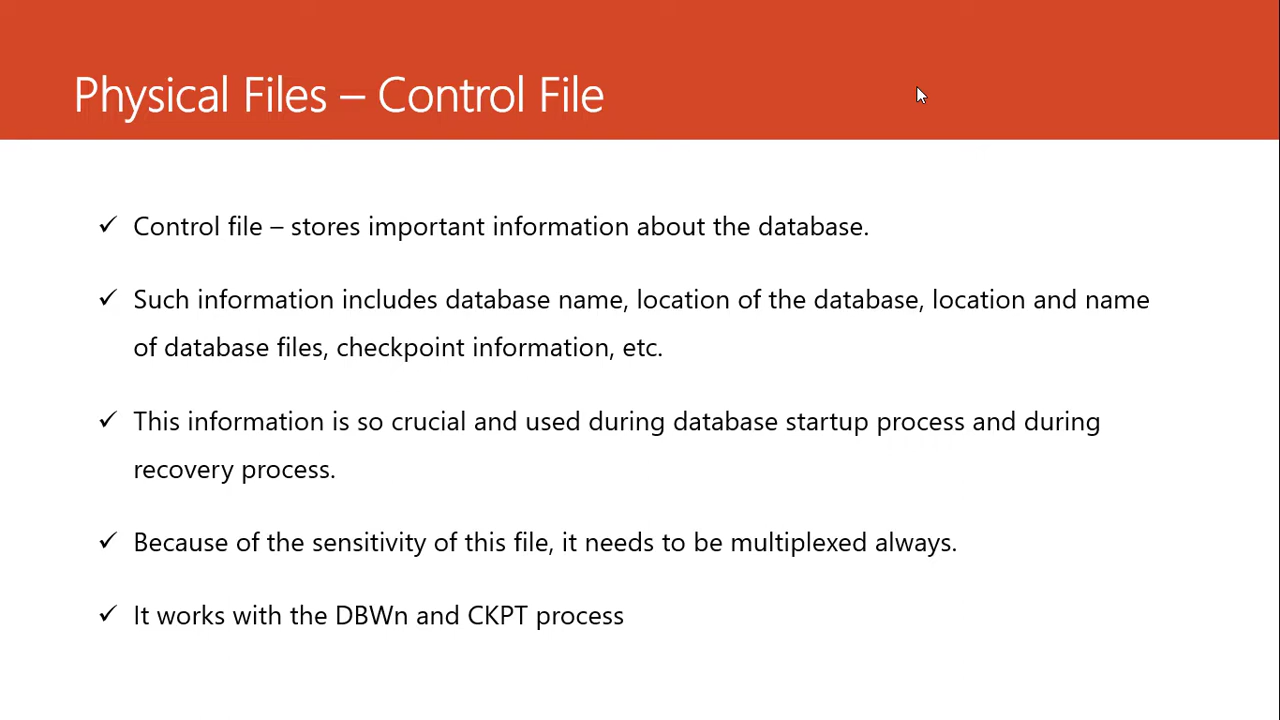 Physical Files – Control File
✓ Control file – stores important information about the database.
✓ Such information includes database name, location of the database, location and name
of database files, checkpoint information, etc.
✓ This information is so crucial and used during database startup process and during
recovery process.
✓ Because of the sensitivity of this file, it needs to be multiplexed always.
✓ It works with the DBWn and CKPT process